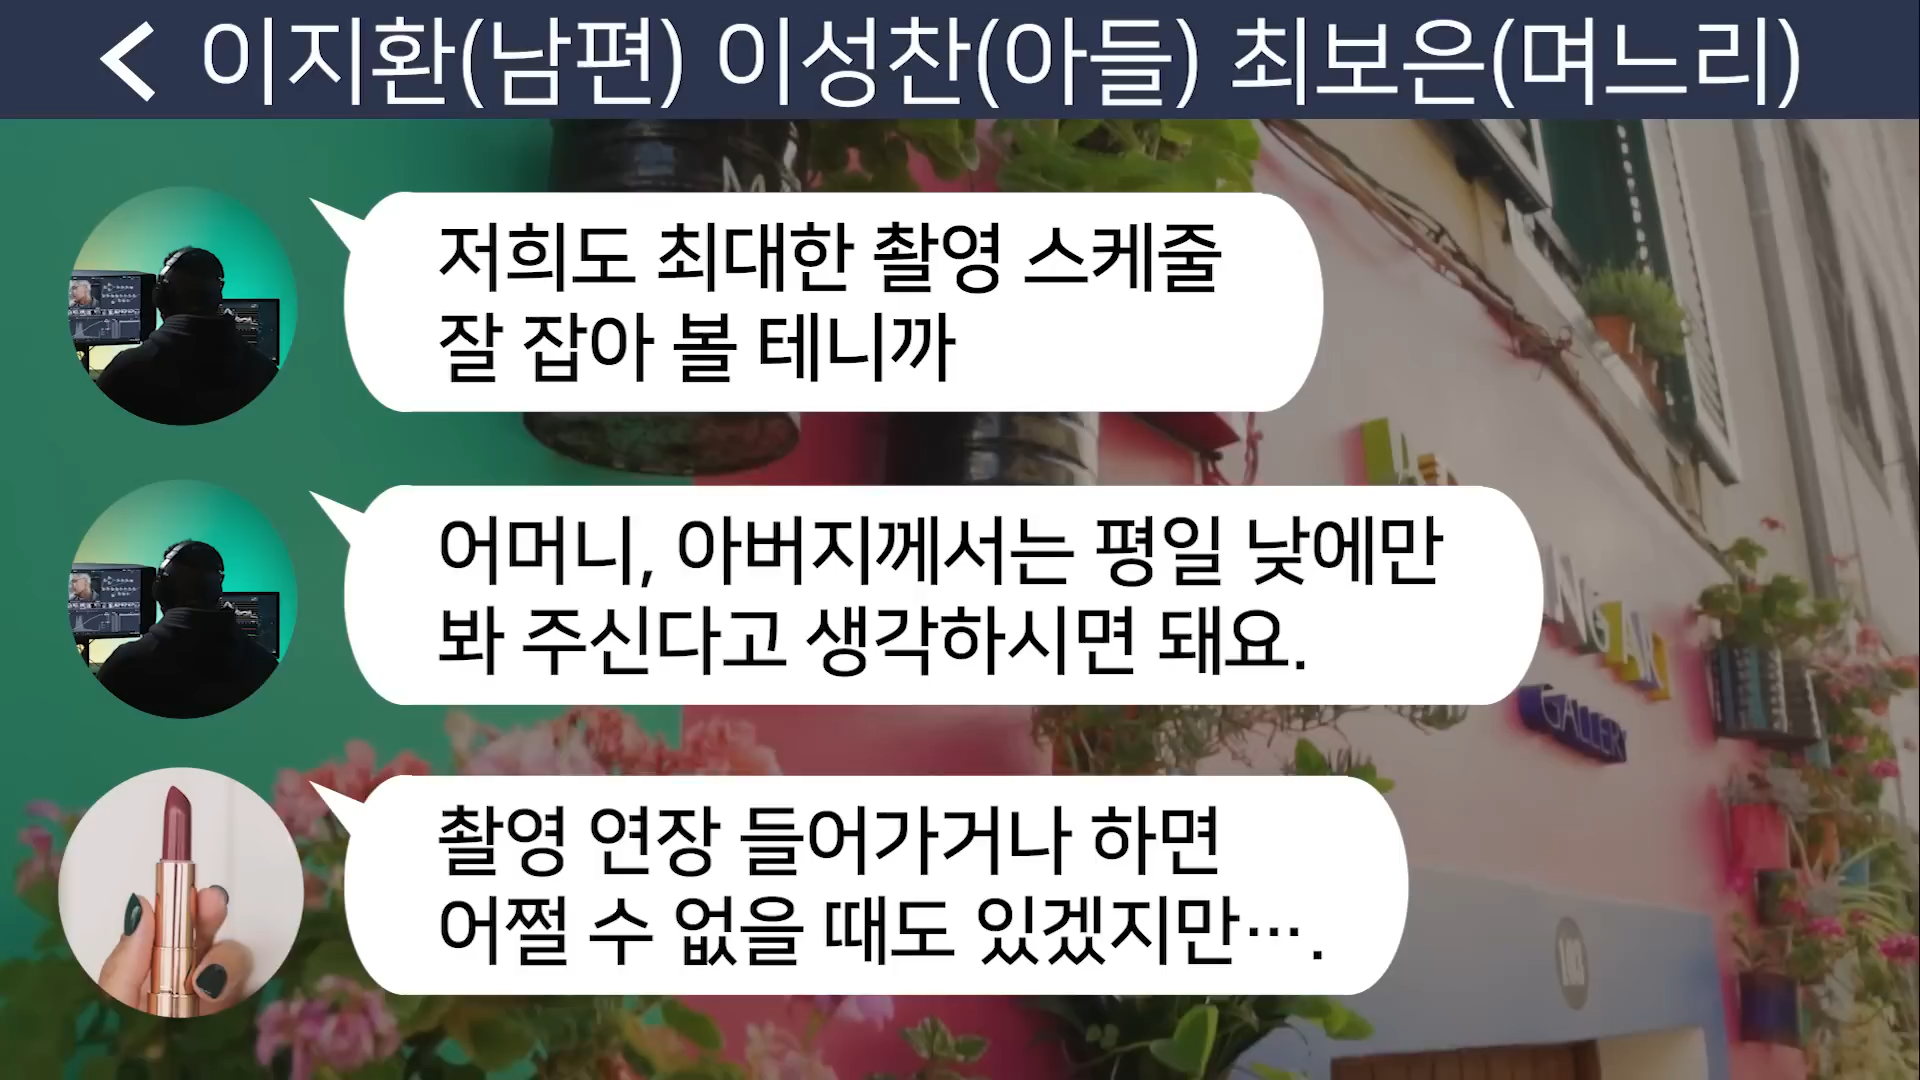 이지환(남편) 이성찬(아들) 최보은(며느리)
저희도 최대한 촬영 스케줄
잘 잡아 볼 테니까
어머니, 아버지께서는 평일 낮에만
봐 주신다고 생각하시면 돼요.
촬영 연장 들어가거나 하면
어쩔 수 없을 때도 있겠지만….
GALLERY